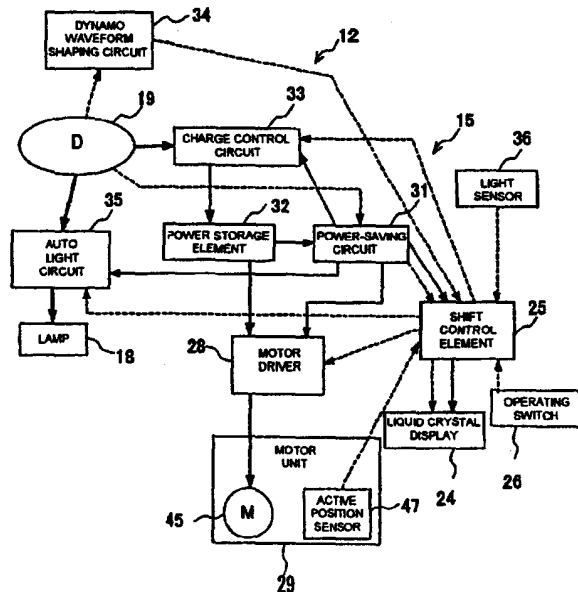 DYNAMO
WAVEFORM
SHAPING CIRCUIT
34
12
19
D
33
CHARGE CONTROL
CIRCUIT
15
36
LIGHT
SENSOR
35
32
31
AUTO
LIGHT
CIRCUIT
POWER STORAGE
ELEMENT
POWER-SAVING
CIRCUIT
LAMP
18
28
MOTOR
DRIVER
SHIFT
CONTROL
ELEMENT
25
LIQUID CRYSTAL
DISPLAY
24
OPERATING
SWITCH
26
MOTOR
UNIT
45
M
ACTIVE
POSITION
SENSOR
47
29